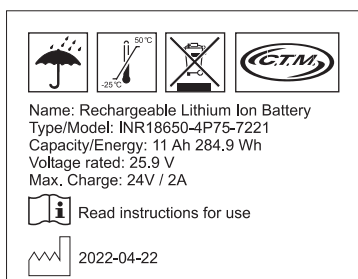 50°C
-25°C
C.T.M.
Name: Rechargeable Lithium Ion Battery
Type/Model: INR18650-4P75-7221
Capacity/Energy: 11 Ah 284.9 Wh
Voltage rated: 25.9 V
Max. Charge: 24V / 2A
i Read instructions for use
2022-04-22